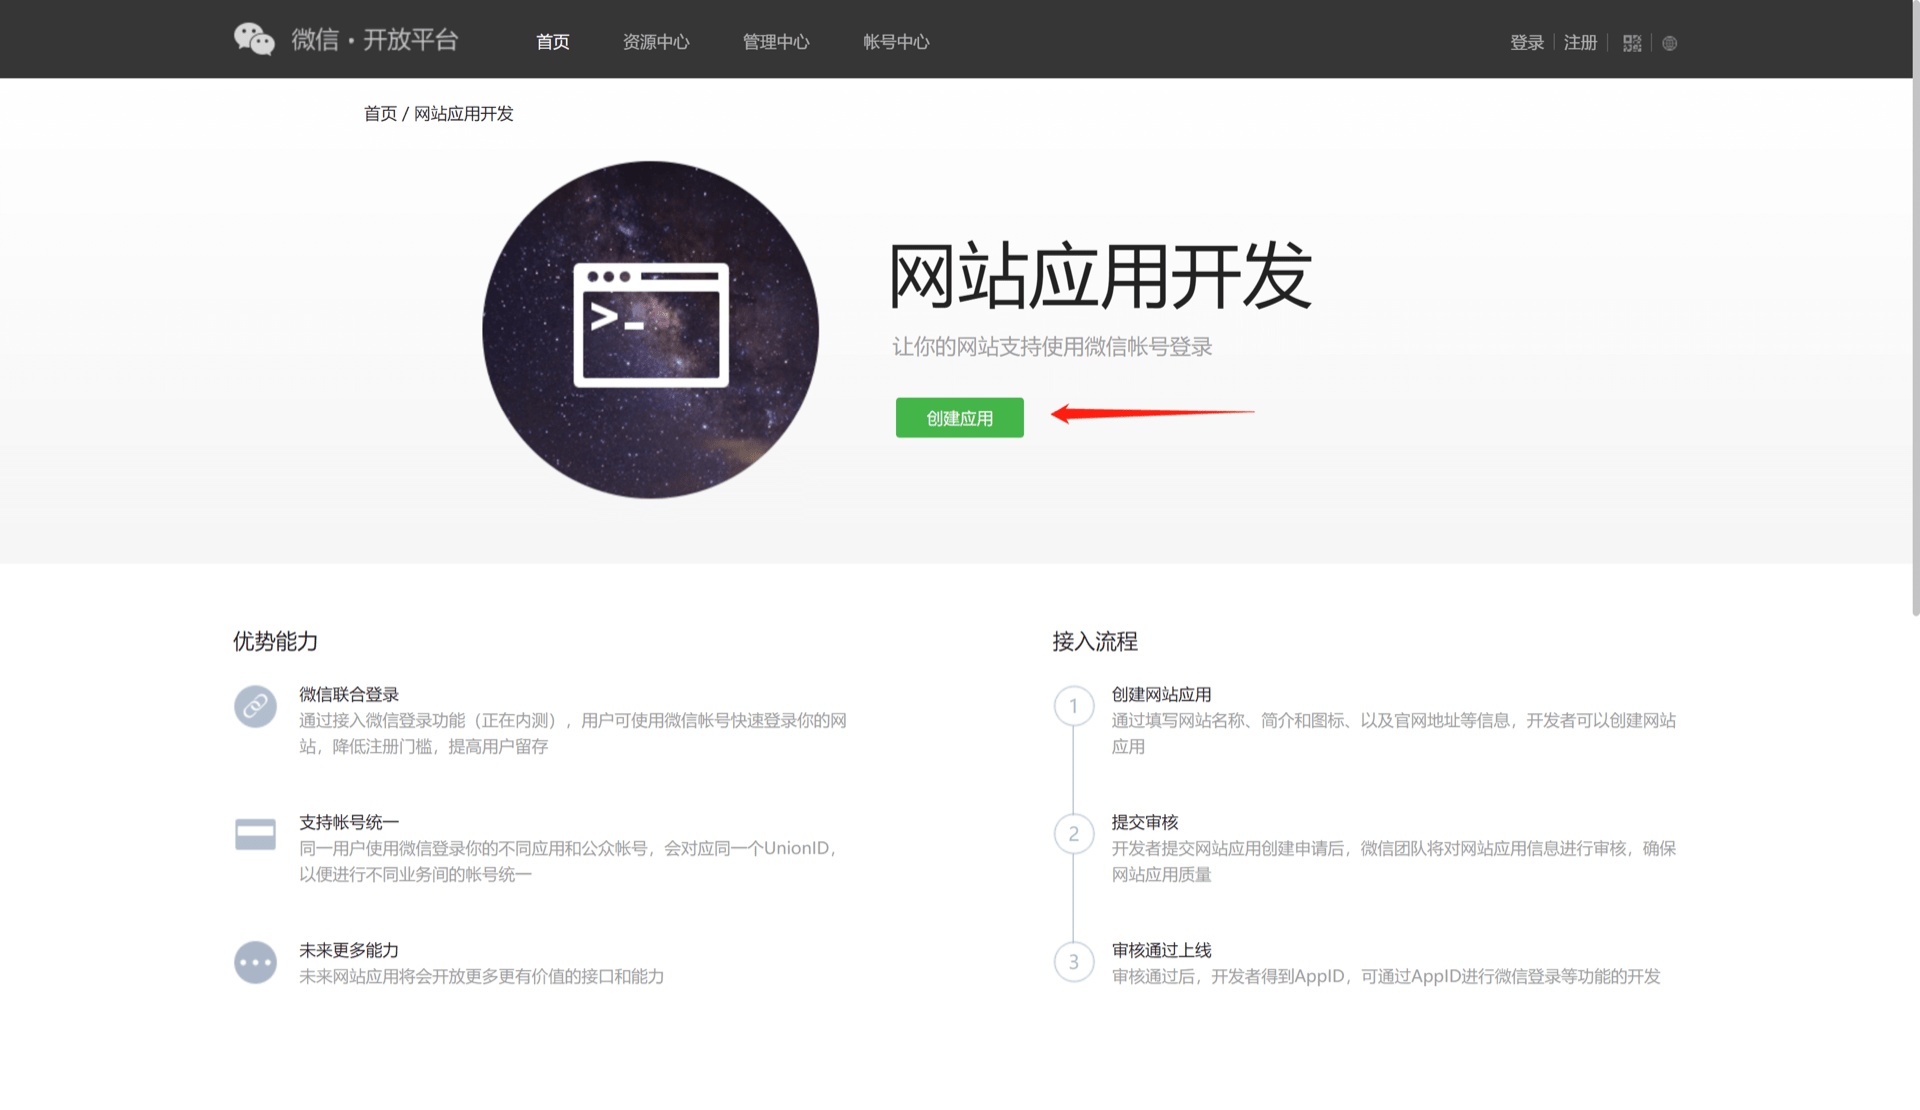 微信·开放平台
首页
资源中心
管理中心
帐号中心
登录
注册
首页 / 网站应用开发
>_
网站应用开发
让你的网站支持使用微信帐号登录
创建应用
优势能力
微信联合登录
通过接入微信登录功能（正在内测），用户可使用微信帐号快速登录你的网
站，降低注册门槛，提高用户留存
支持帐号统一
同一用户使用微信登录你的不同应用和公众帐号，会对应同一个UnionID，
以便进行不同业务间的帐号统一
未来更多能力
未来网站应用将会开放更多更有价值的接口和能力
接入流程
1
创建网站应用
通过填写网站名称、简介和图标、以及官网地址等信息，开发者可以创建网站
应用
2
提交审核
开发者提交网站应用创建申请后，微信团队将对网站应用信息进行审核，确保
网站应用质量
3
审核通过上线
审核通过后，开发者得到AppID，可通过AppID进行微信登录等功能的开发